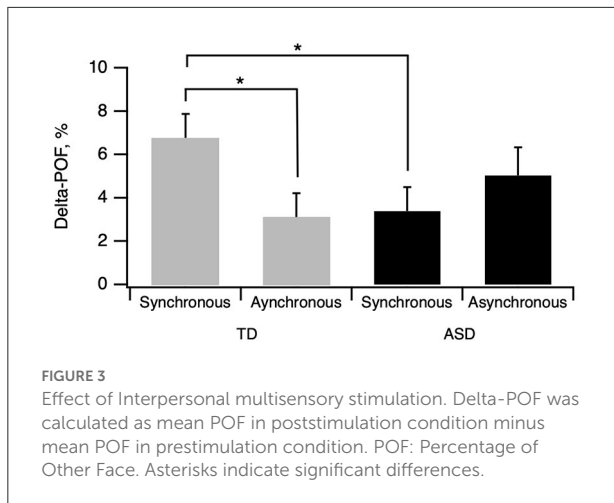 *
*
10
8
6
4
2
0
Delta-POF, %
Synchronous Aynchronous Synchronous Asynchronous
TD ASD
FIGURE 3
Effect of Interpersonal multisensory stimulation. Delta-POF was
calculated as mean POF in poststimulation condition minus
mean POF in prestimulation condition. POF: Percentage of
Other Face. Asterisks indicate significant differences.